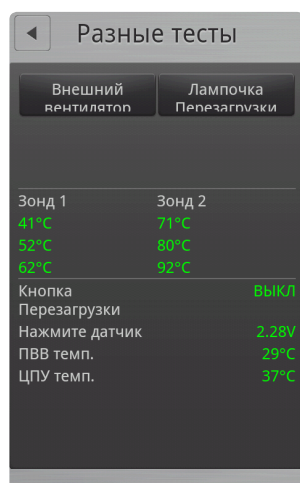 Разные тесты
Внешний вентилятор
Лампочка Перезагрузки
Зонд 1 Зонд 2
41°C 71°C
52°C 80°C
62°C 92°C
Кнопка ВЫКЛ
Перезагрузки
Нажмите датчик 2.28V
ПВВ темп. 29°C
ЦПУ темп. 37°C